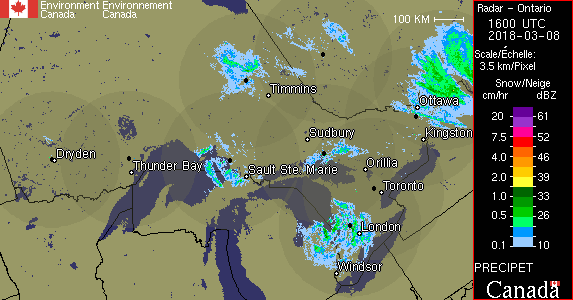 Environment Environnement
Canada Canada
100 KM
Timmins
Ottawa
Sudbury
Kingston
Dryden
Thunder Bay
Sault Ste. Marie
Orillia
Toronto
London
Windsor
Radar - Ontario
1600 UTC
2018-03-08
Scale/Échelle:
3.5 km/Pixel
Snow/Neige
cm/hr dBZ
20 61
7.5 52
4.0 46
2.0 39
1.0 33
0.5 26
0.1 10
PRECIPET
Canada